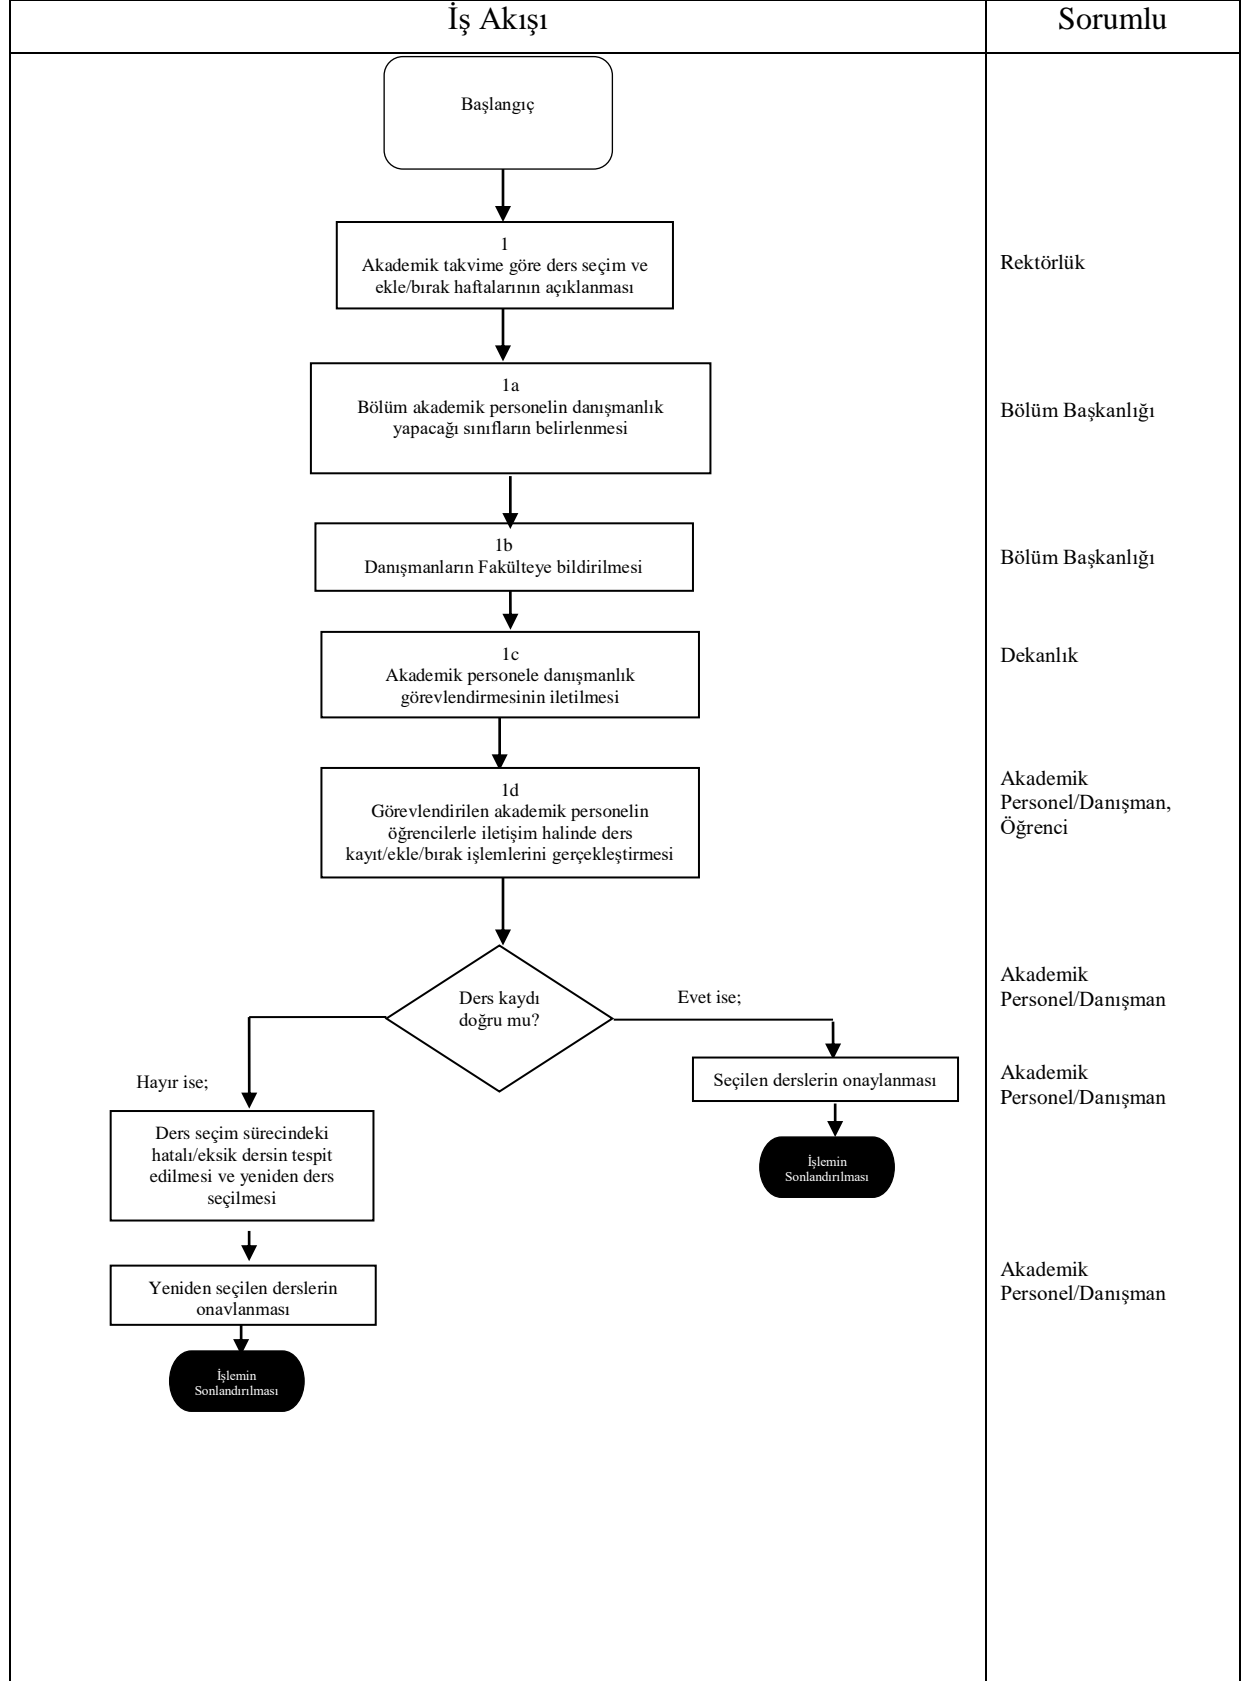 İş Akışı
Sorumlu
Başlangıç
1
Akademik takvime göre ders seçim ve
ekle/bırak haftalarının açıklanması
Rektörlük
1a
Bölüm akademik personelin danışmanlık
yapacağı sınıfların belirlenmesi
Bölüm Başkanlığı
1b
Danışmanların Fakülteye bildirilmesi
Bölüm Başkanlığı
1c
Akademik personele danışmanlık
görevlendirmesinin iletilmesi
Dekanlık
1d
Görevlendirilen akademik personelin
öğrencilerle iletişim halinde ders
kayıt/ekle/bırak işlemlerini gerçekleştirmesi
Akademik
Personel/Danışman,
Öğrenci
Ders kaydı
doğru mu?
Akademik
Personel/Danışman
Evet ise;
Seçilen derslerin onaylanması
Akademik
Personel/Danışman
İşlemin
Sonlandırılması
Hayır ise;
Ders seçim sürecindeki
hatalı/eksik dersin tespit
edilmesi ve yeniden ders
seçilmesi
Yeniden seçilen derslerin
onavlanması
Akademik
Personel/Danışman
İşlemin
Sonlandırılması